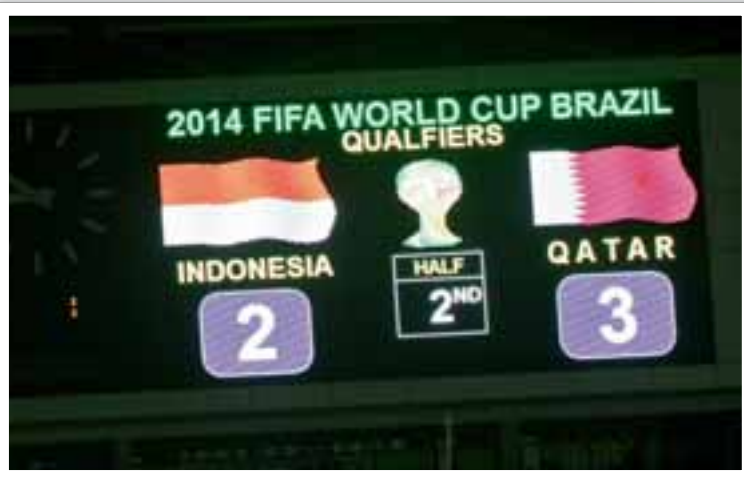 2014 FIFA WORLD CUP BRAZIL
QUALFIERS
INDONESIA
QATAR
HALF
2ND
2
3